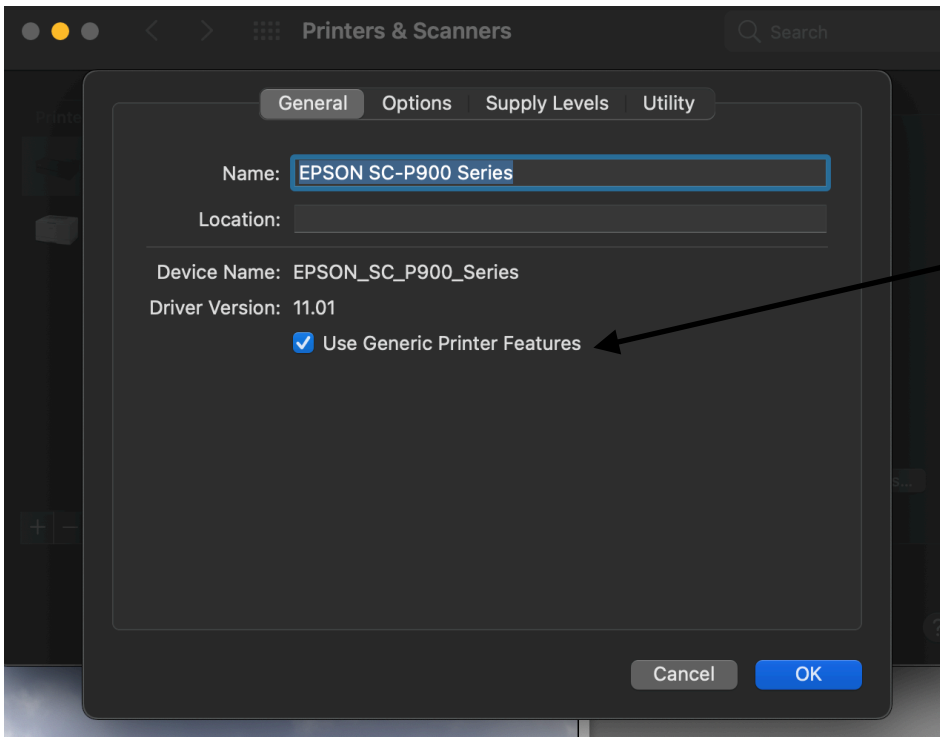 Printers & Scanners
Search
Printe
General Options Supply Levels Utility
Name: EPSON SC-P900 Series
Location:
Device Name: EPSON_SC_P900_Series
Driver Version: 11.01
Use Generic Printer Features
s...
+ −
?
Cancel OK